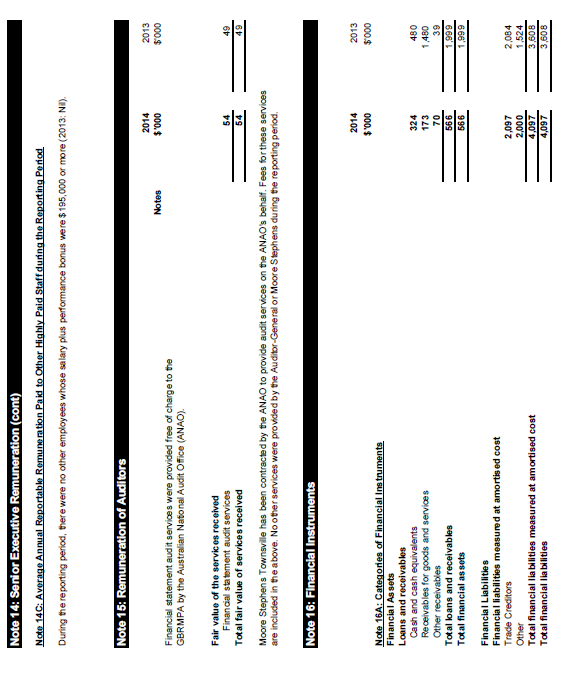 Note 14: Senior Executive Remuneration (cont)
Note 14C: Average Annual Reportable Remuneration Paid to Other Highly Paid Staff during the Reporting Period
During the reporting period, there were no other employees whose salary plus performance bonus were $195,000 or more (2013: Nil).
Note 15: Remuneration of Auditors
2014 2013
Notes $'000 $'000
Financial statement audit services were provided free of charge to the
GBRMPA by the Australian National Audit Office (ANAO).
Fair value of the services received
Financial statement audit services 54 49
Total fair value of services received 54 49
Moore Stephens Townsville has been contracted by the ANAO to provide audit services on the ANAO's behalf. Fees for these services
are included in the above. No other services were provided by the Auditor-General or Moore Stephens during the reporting period.
Note 16: Financial Instruments
2014 2013
$'000 $'000
Note 16A: Categories of Financial Instruments
Financial Assets
Loans and receivables
Cash and cash equivalents 324 480
Receivables for goods and services 173 1,480
Other receivables 70 39
Total loans and receivables 566 1,999
Total financial assets 566 1,999
Financial Liabilities
Financial liabilities measured at amortised cost
Trade Creditors 2,097 2,084
Other 2,000 1,524
Total financial liabilities measured at amortised cost 4,097 3,608
Total financial liabilities 4,097 3,608